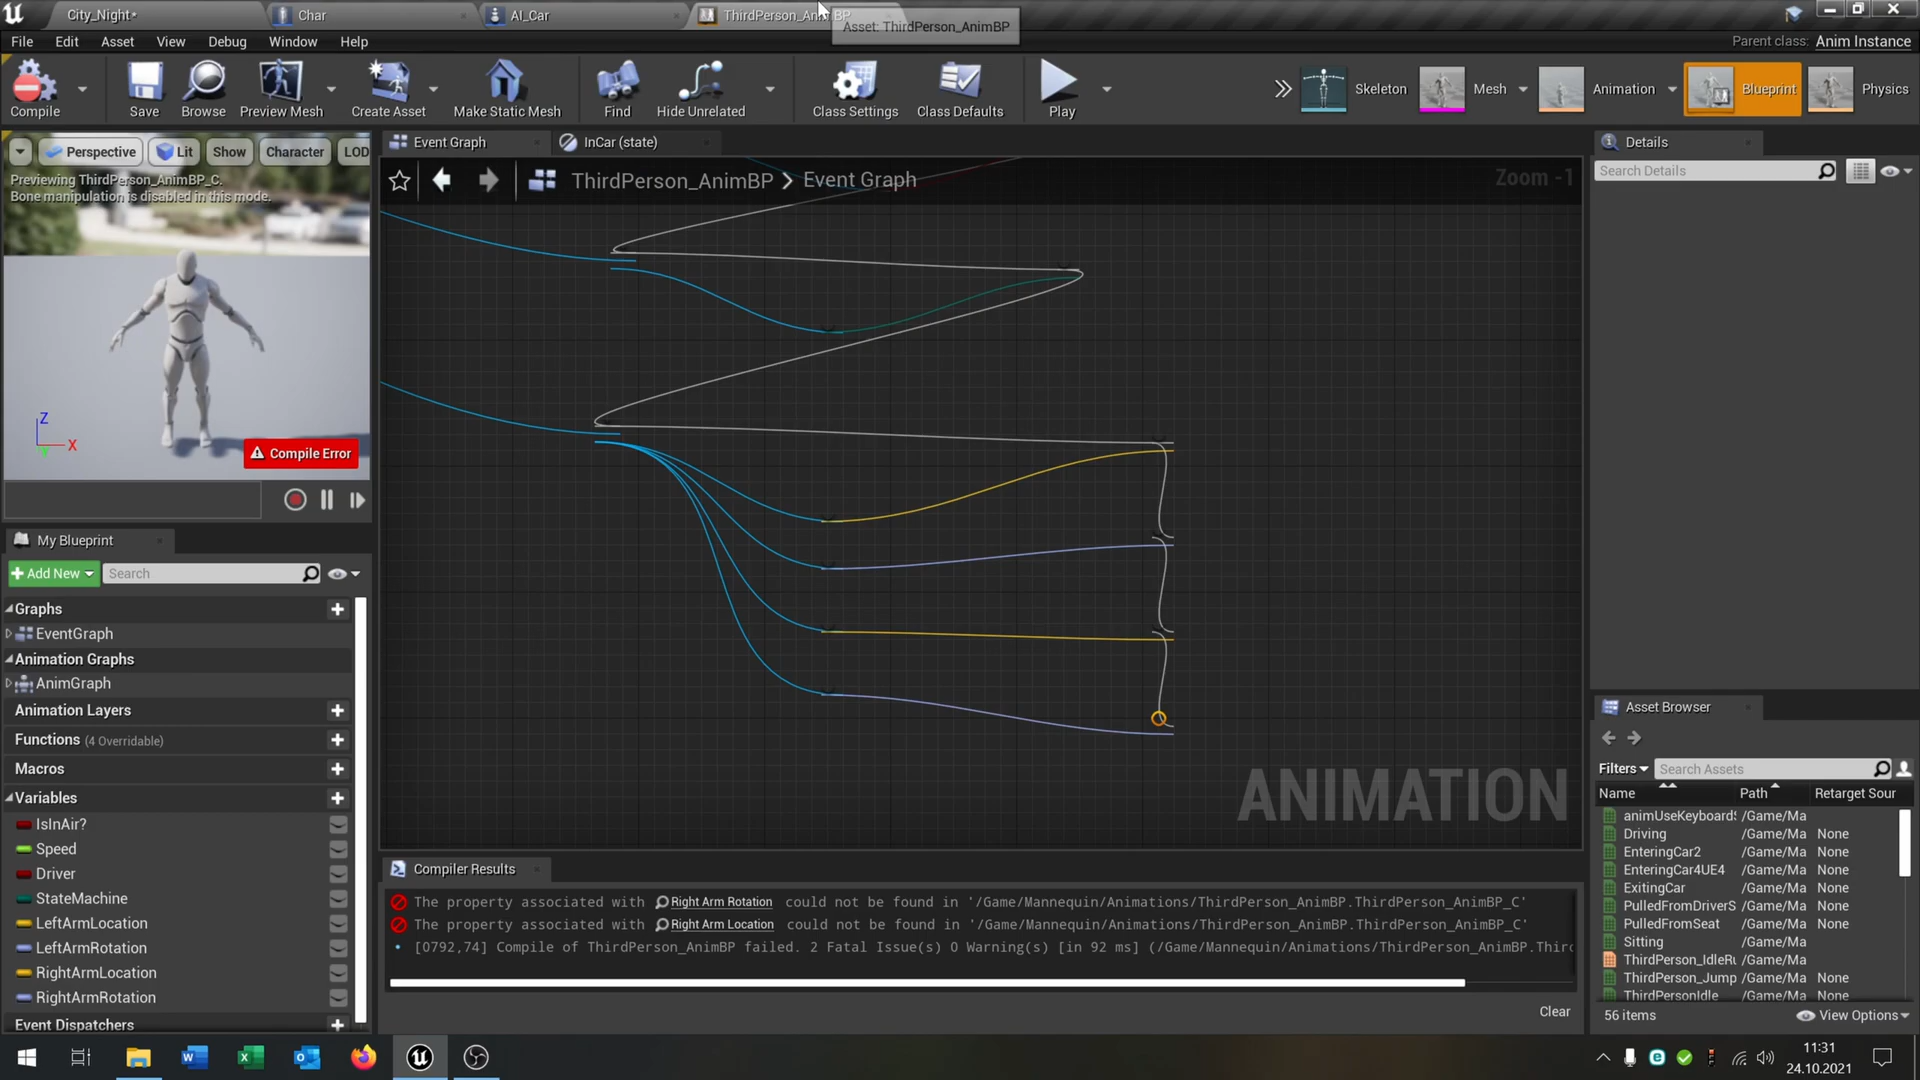 City_Night*
Char
AI_Car
ThirdPerson_AnimBP
Asset: ThirdPerson_AnimBP
File
Edit
Asset
View
Debug
Window
Help
Parent class: Anim Instance
Compile
Save
Browse
Preview Mesh
Create Asset
Make Static Mesh
Find
Hide Unrelated
Class Settings
Class Defaults
Play
Skeleton
Mesh
Animation
Blueprint
Physics
Perspective
Lit
Show
Character
LOD
Previewing ThirdPerson_AnimBP_C.
Bone manipulation is disabled in this mode.
Z
X
Compile Error
Event Graph
InCar (state)
ThirdPerson_AnimBP > Event Graph
Zoom -1
ANIMATION
Details
Search Details
My Blueprint
Add New
Search
Graphs
EventGraph
Animation Graphs
AnimGraph
Animation Layers
Functions (4 Overridable)
Macros
Variables
IsInAir?
Speed
Driver
StateMachine
LeftArmLocation
LeftArmRotation
RightArmLocation
RightArmRotation
Event Dispatchers
Compiler Results
The property associated with Right Arm Rotation could not be found in '/Game/Mannequin/Animations/ThirdPerson_AnimBP.ThirdPerson_AnimBP_C'
The property associated with Right Arm Location could not be found in '/Game/Mannequin/Animations/ThirdPerson_AnimBP.ThirdPerson_AnimBP_C'
[0792,74] Compile of ThirdPerson_AnimBP failed. 2 Fatal Issue(s) 0 Warning(s) [in 92 ms] (/Game/Mannequin/Animations/ThirdPerson_AnimBP.Thirc
Clear
Asset Browser
Filters
Search Assets
Name Path Retarget Sour
animUseKeyboard /Game/Ma
Driving /Game/Ma None
EnteringCar2 /Game/Ma None
EnteringCar4UE4 /Game/Ma None
ExitingCar /Game/Ma None
PulledFromDriverS /Game/Ma None
PulledFromSeat /Game/Ma None
Sitting /Game/Ma
ThirdPerson_IdleRu /Game/Ma
ThirdPerson_Jump /Game/Ma None
ThirdPersonIdle /Game/Ma None
56 items
View Options
11:31
24.10.2021